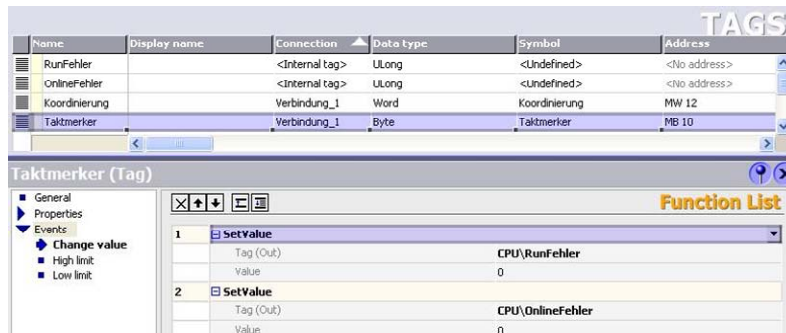 TAGS
Name Display name Connection Data type Symbol Address
RunFehler <Internal tag> ULong <Undefined> <No address>
OnlineFehler <Internal tag> ULong <Undefined> <No address>
Koordinierung Verbindung_1 Word Koordinierung MW 12
Taktmerker Verbindung_1 Byte Taktmerker MB 10
Taktmerker (Tag)
General
Properties
Events
Change value
High limit
Low limit
Function List
1 SetValue
Tag (Out) CPU\RunFehler
Value 0
2 SetValue
Tag (Out) CPU\OnlineFehler
Value 0